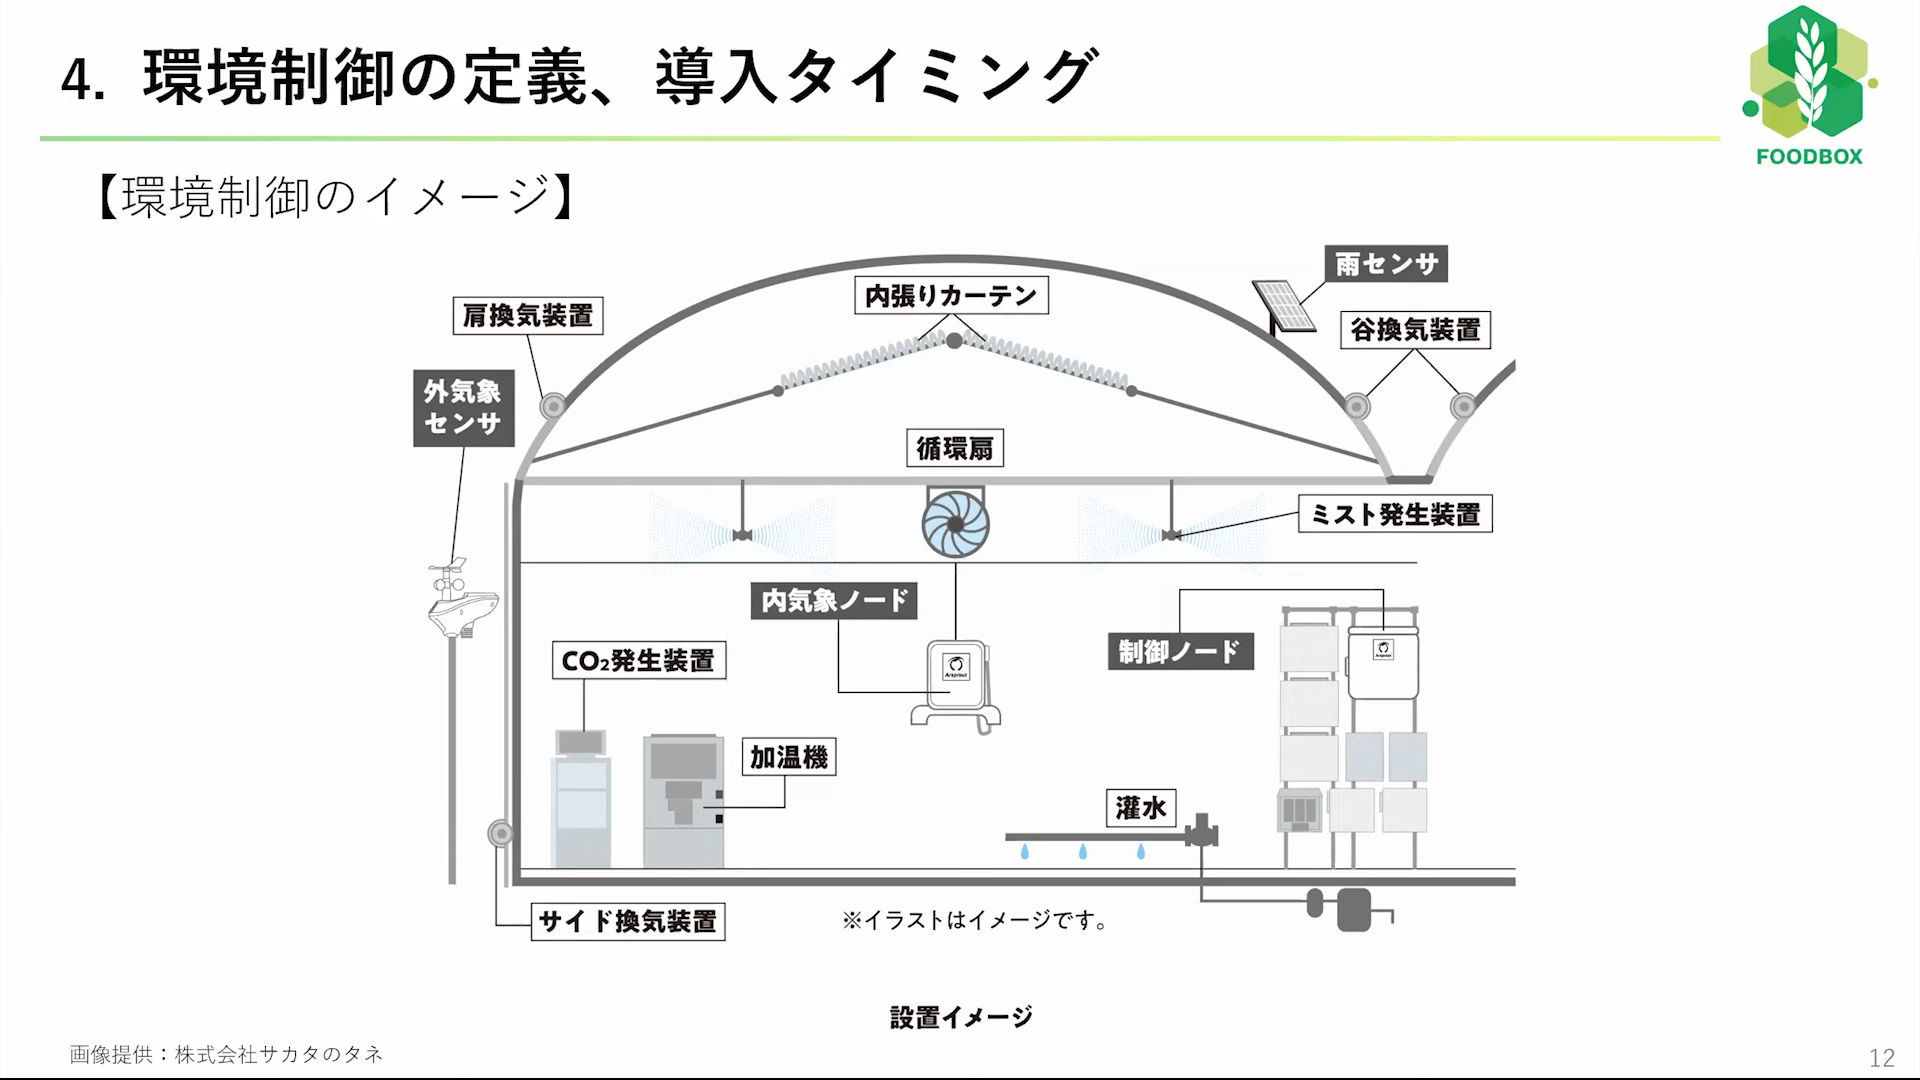 4. 環境制御の定義、導入タイミング
FOODBOX
【環境制御のイメージ】
雨センサ
内張りカーテン
肩換気装置
谷換気装置
外気象
センサ
循環扇
ミスト発生装置
内気象ノード
制御ノード
CO₂発生装置
Arsprout
Arsprout
加温機
灌水
サイド換気装置
※イラストはイメージです。
設置イメージ
画像提供：株式会社サカタのタネ
12